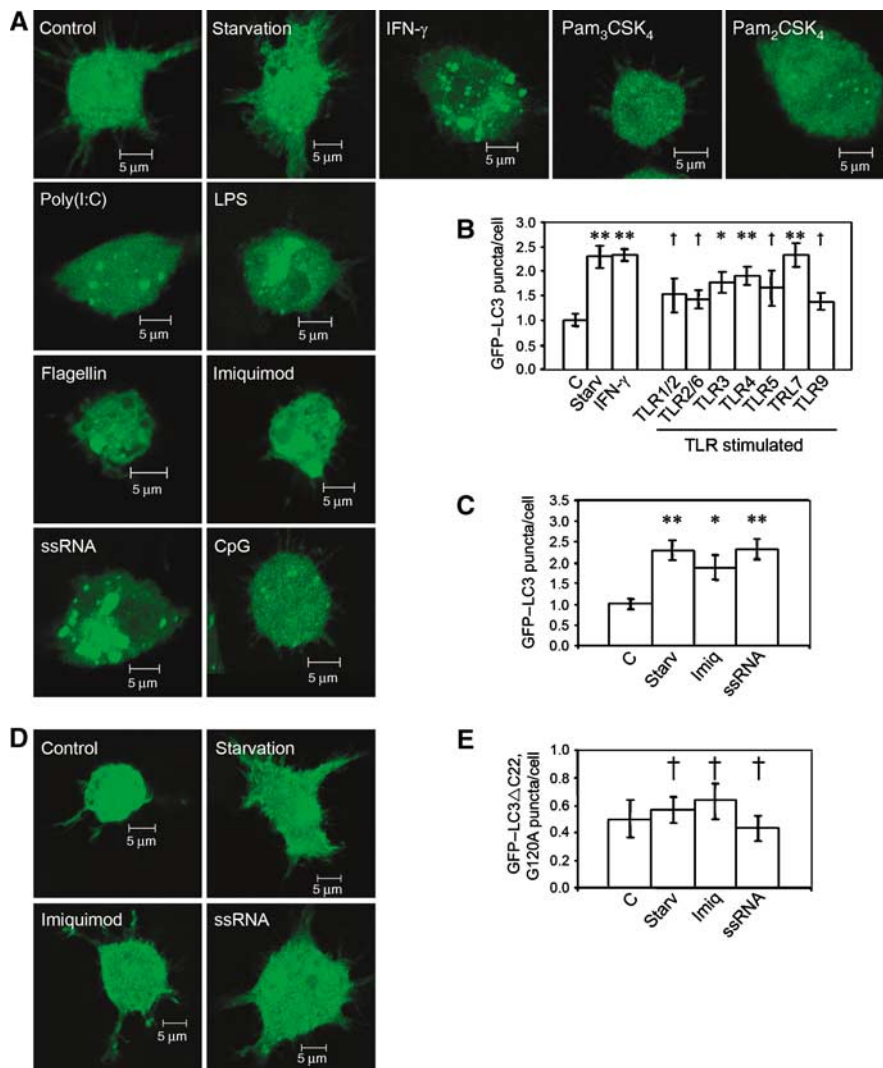 A
Control
Starvation
IFN-γ
Pam₃CSK₄
Pam₂CSK₄
5 μm
5 μm
5 μm
5 μm
5 μm
Poly(I:C)
LPS
5 μm
5 μm
Flagellin
Imiquimod
5 μm
5 μm
ssRNA
CpG
5 μm
5 μm
B
GFP–LC3 puncta/cell
3.0
2.5
2.0
1.5
1.0
0.5
0.0
** ** † † * ** † ** †
C
Starv
IFN-γ
TLR1/2
TLR2/6
TLR3
TLR4
TLR5
TRL7
TLR9
TLR stimulated
C
GFP–LC3 puncta/cell
3.5
3.0
2.5
2.0
1.5
1.0
0.5
0.0
** * **
C
Starv
Imiq
ssRNA
D
Control
Starvation
5 μm
5 μm
Imiquimod
ssRNA
5 μm
5 μm
E
GFP–LC3△C22,
G120A puncta/cell
1.0
0.8
0.6
0.4
0.2
0.0
† † †
C
Starv
Imiq
ssRNA